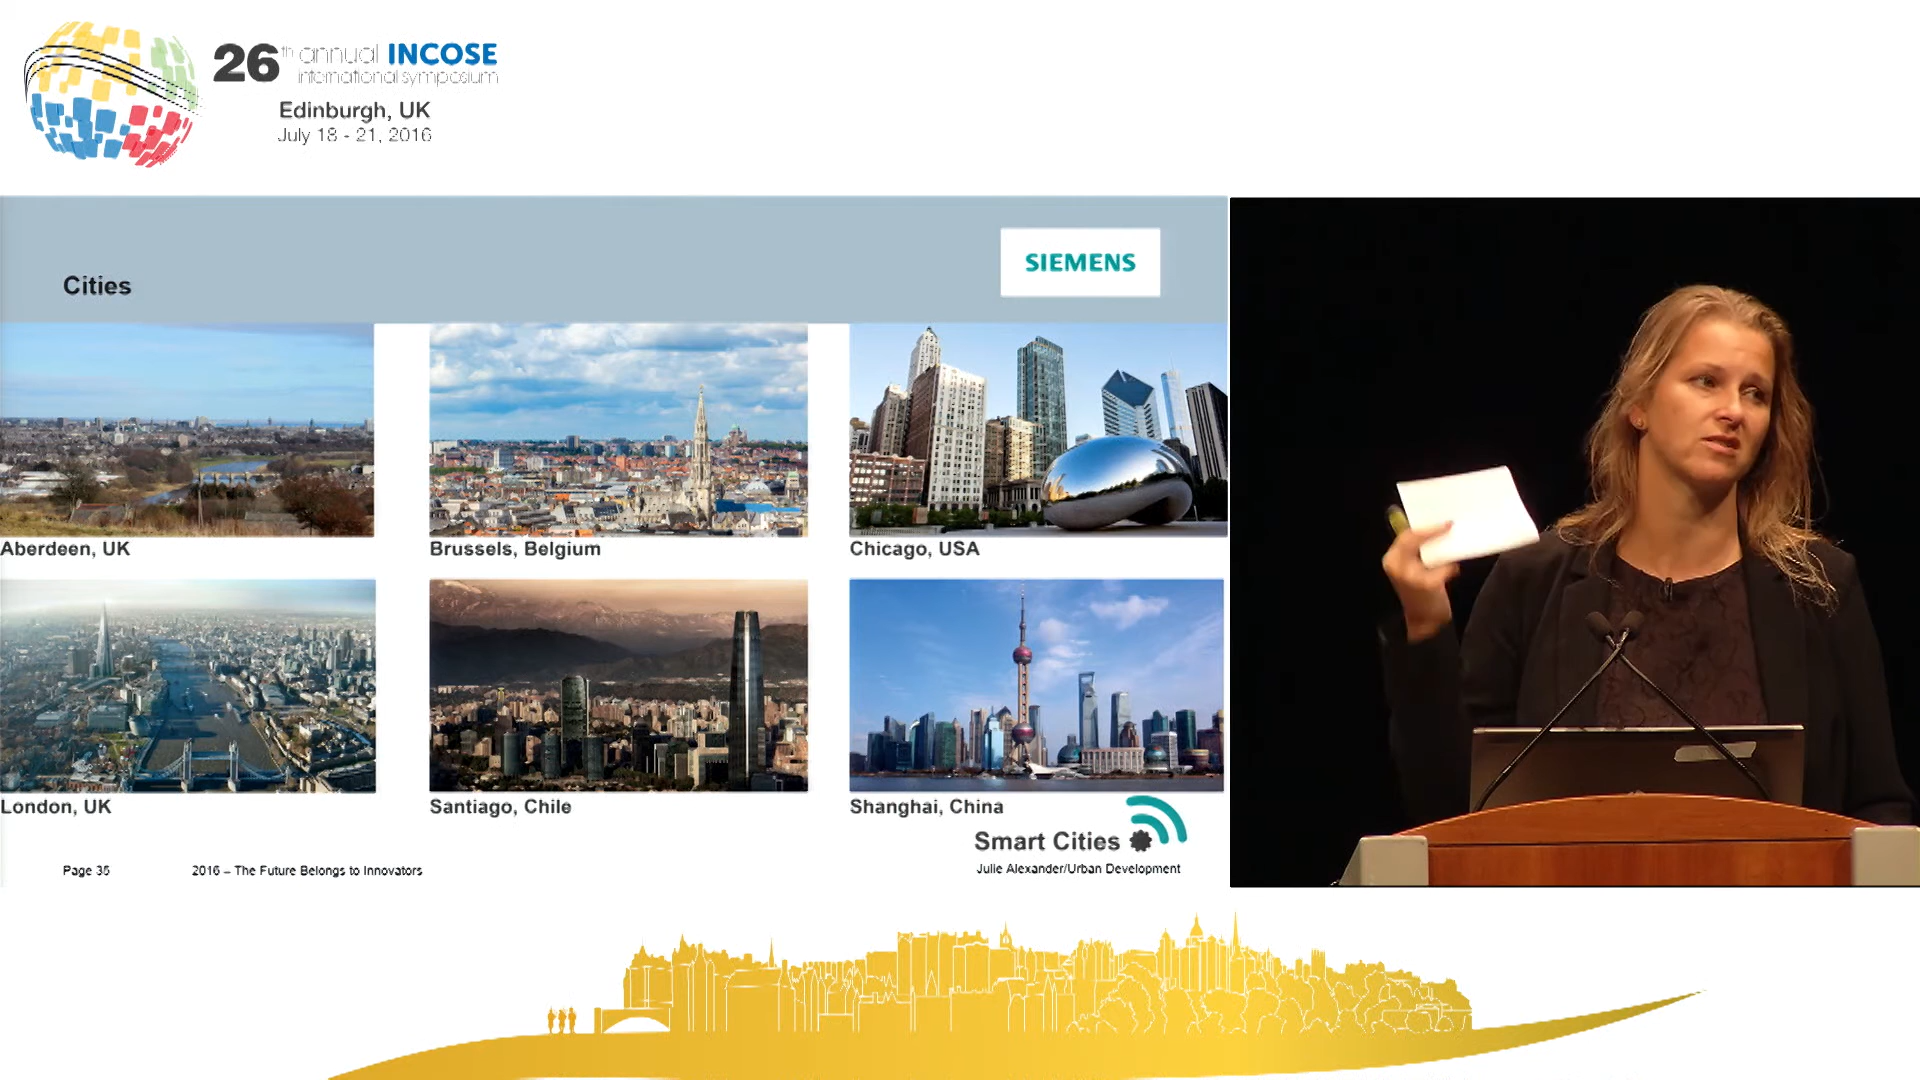 26th annual INCOSE
international symposium
Edinburgh, UK
July 18 - 21, 2016
Cities
SIEMENS
Aberdeen, UK
Brussels, Belgium
Chicago, USA
London, UK
Santiago, Chile
Shanghai, China
Smart Cities
Page 35
2016 – The Future Belongs to Innovators
Julie Alexander/Urban Development